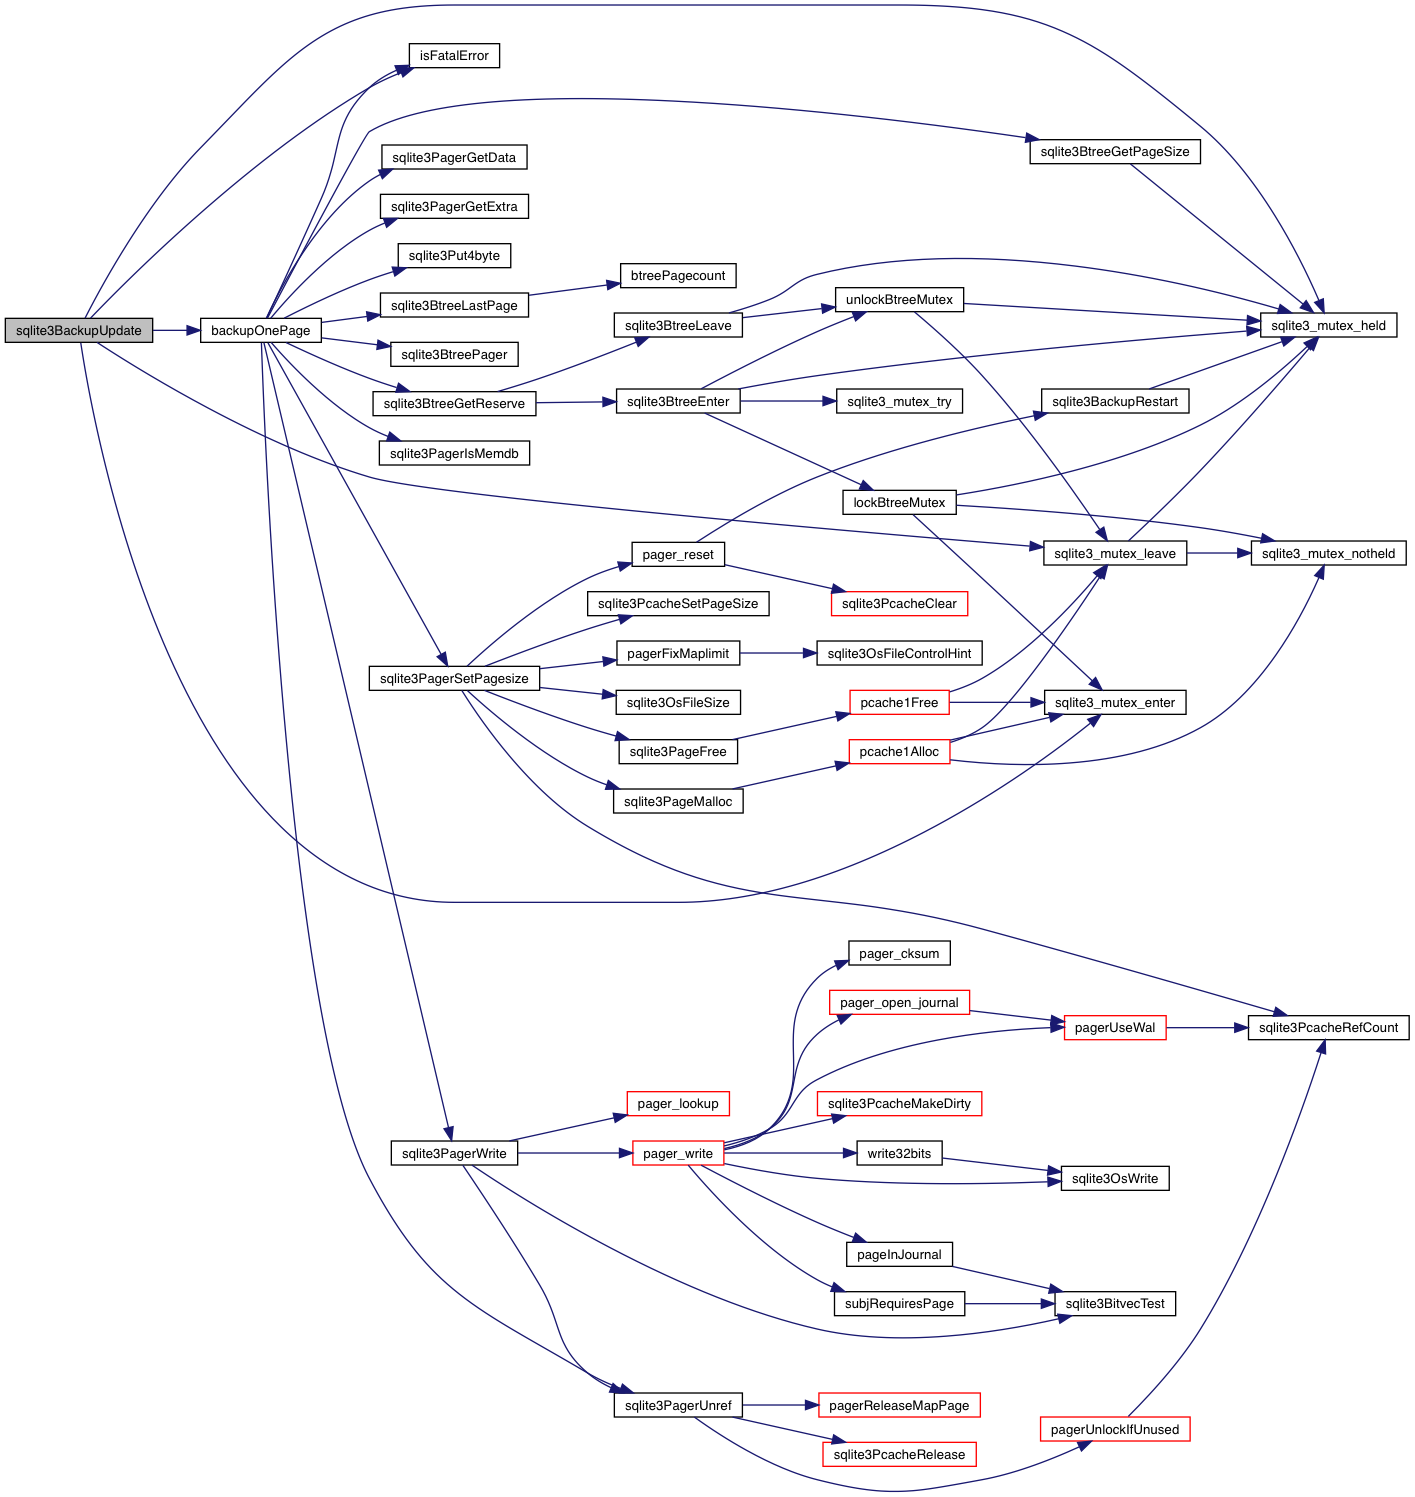 isFatalError
sqlite3BtreeGetPageSize
sqlite3PagerGetData
sqlite3PagerGetExtra
sqlite3Put4byte
btreePagecount
unlockBtreeMutex
sqlite3BtreeLastPage
sqlite3BtreeLeave
sqlite3_mutex_held
sqlite3BackupUpdate
backupOnePage
sqlite3BtreePager
sqlite3BtreeGetReserve
sqlite3BtreeEnter
sqlite3_mutex_try
sqlite3BackupRestart
sqlite3PagerIsMemdb
lockBtreeMutex
pager_reset
sqlite3_mutex_leave
sqlite3_mutex_notheld
sqlite3PcacheSetPageSize
sqlite3PcacheClear
pagerFixMaplimit
sqlite3OsFileControlHint
sqlite3PagerSetPagesize
sqlite3OsFileSize
pcache1Free
sqlite3_mutex_enter
sqlite3PageFree
pcache1Alloc
sqlite3PageMalloc
pager_cksum
pager_open_journal
pagerUseWal
sqlite3PcacheRefCount
pager_lookup
sqlite3PcacheMakeDirty
sqlite3PagerWrite
pager_write
write32bits
sqlite3OsWrite
pageInJournal
subjRequiresPage
sqlite3BitvecTest
sqlite3PagerUnref
pagerReleaseMapPage
pagerUnlockIfUnused
sqlite3PcacheRelease